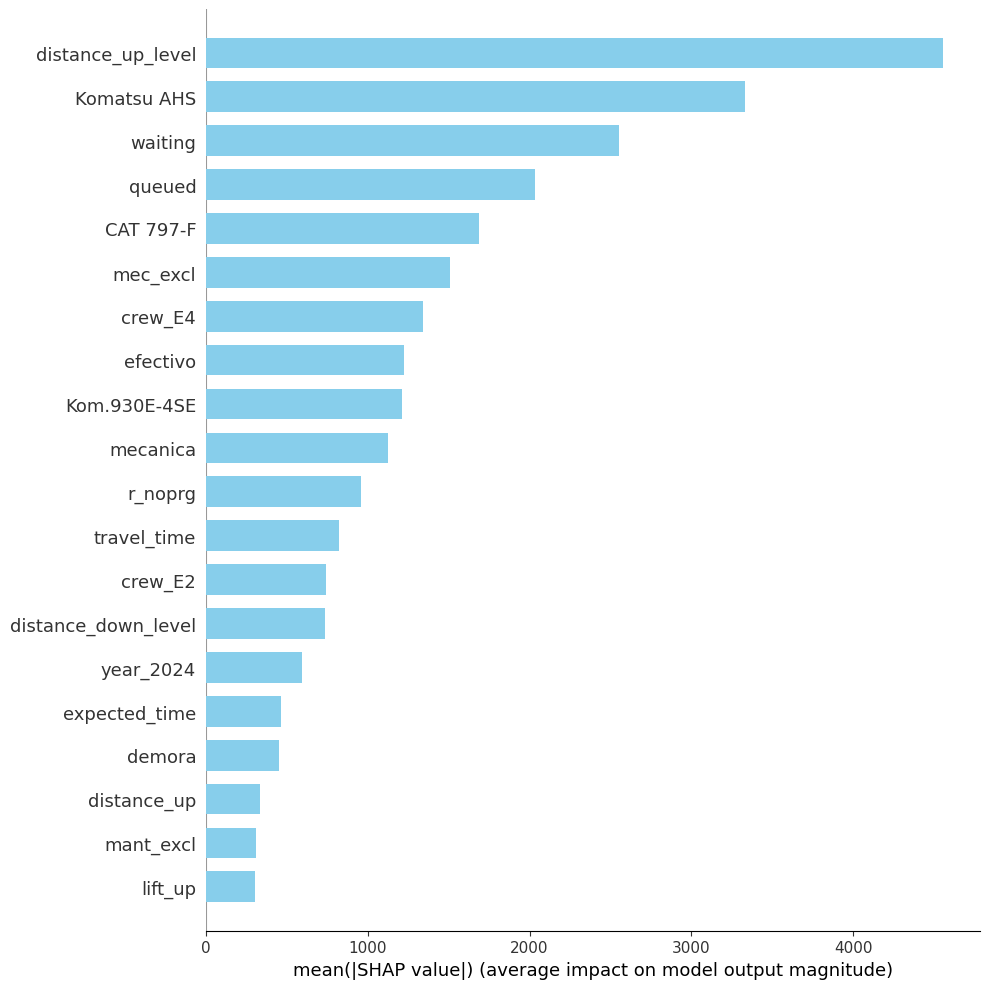 distance_up_level
Komatsu AHS
waiting
queued
CAT 797-F
mec_excl
crew_E4
efectivo
Kom.930E-4SE
mecanica
r_noprg
travel_time
crew_E2
distance_down_level
year_2024
expected_time
demora
distance_up
mant_excl
lift_up
0 1000 2000 3000 4000
mean(|SHAP value|) (average impact on model output magnitude)